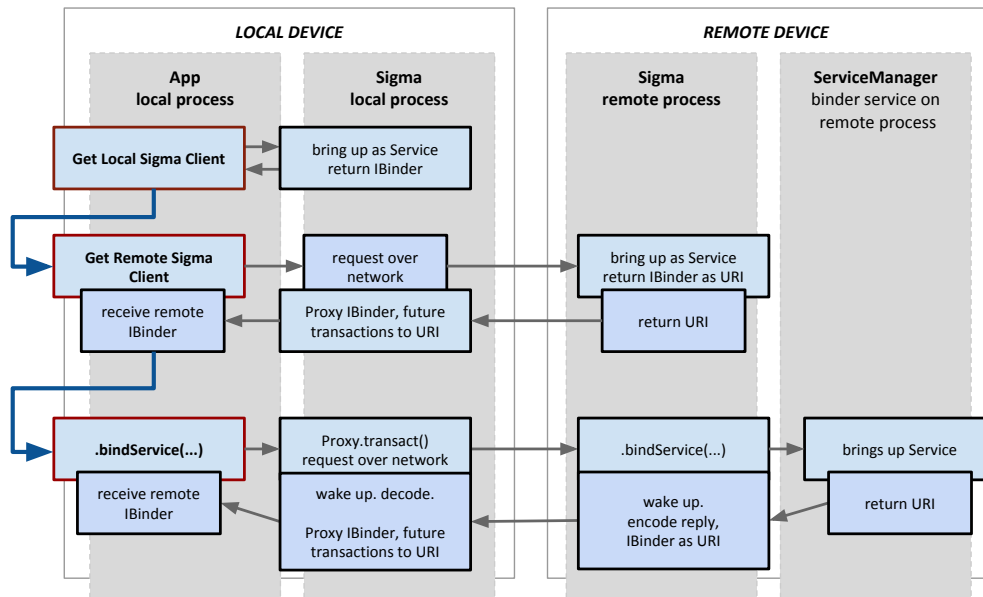 LOCAL DEVICE
REMOTE DEVICE
App
local process
Sigma
local process
Sigma
remote process
ServiceManager
binder service on
remote process
Get Local Sigma Client
bring up as Service
return IBinder
Get Remote Sigma
Client
request over
network
bring up as Service
return IBinder as URI
receive remote
IBinder
Proxy IBinder, future
transactions to URI
return URI
.bindService(...)
Proxy.transact()
request over network
.bindService(...)
brings up Service
receive remote
IBinder
wake up. decode.
Proxy IBinder, future
transactions to URI
wake up.
encode reply,
IBinder as URI
return URI